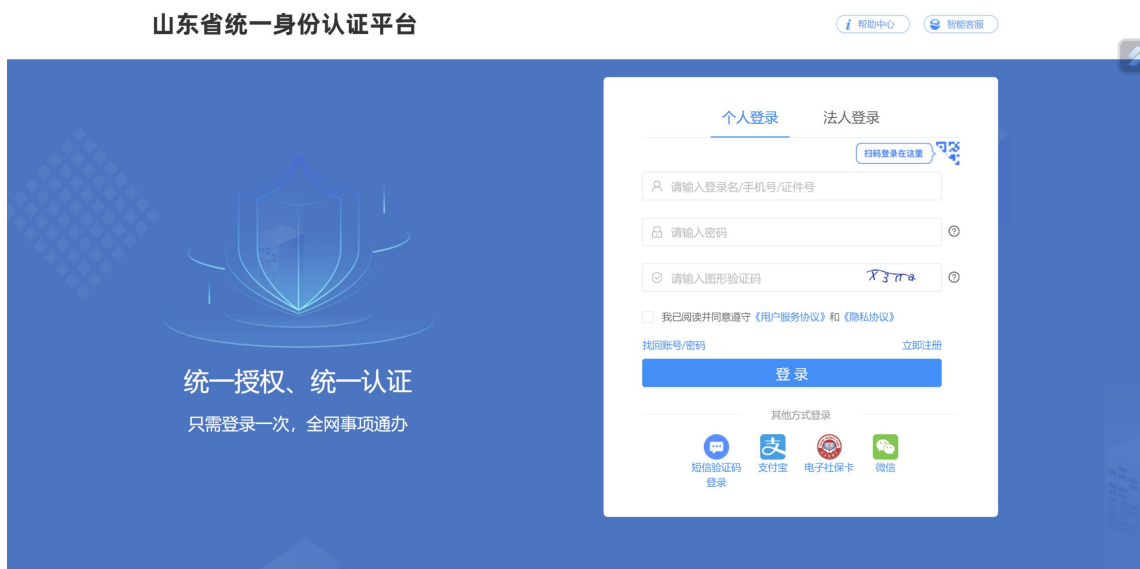 山东省统一身份认证平台
帮助中心 智能客服
个人登录 法人登录
扫码登录在这里
请输入登录名/手机号/证件号
请输入密码
请输入图形验证码
我已阅读并同意遵守《用户服务协议》和《隐私协议》
找回账号/密码 立即注册
登录
统一授权、统一认证
只需登录一次，全网事项通办
其他方式登录
短信验证码登录 支付宝 电子社保卡 微信